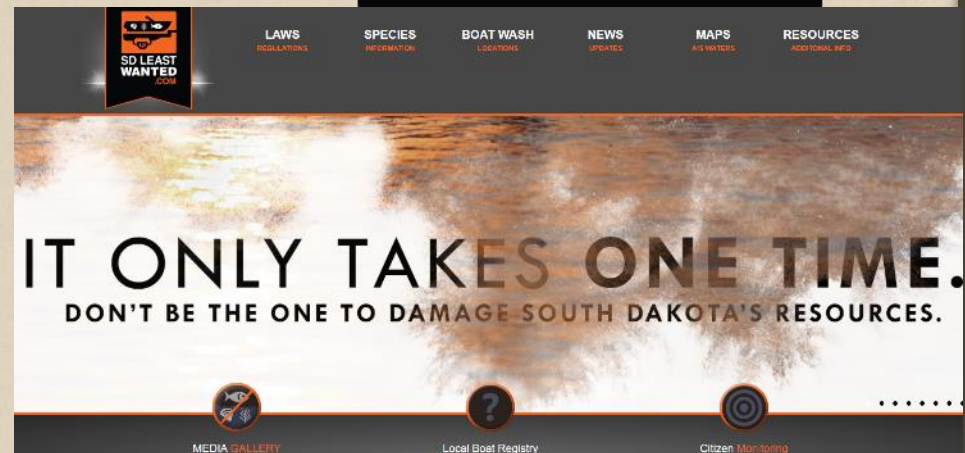 SD LEAST
WANTED
.COM
LAWS
REGULATIONS
SPECIES
INFORMATION
BOAT WASH
LOCATIONS
NEWS
UPDATES
MAPS
AIS WATERS
RESOURCES
ADDITONAL INFO
IT ONLY TAKES ONE TIME.
DON'T BE THE ONE TO DAMAGE SOUTH DAKOTA'S RESOURCES.
?
MEDIA GALLERY
Local Boat Registry
Citizen Monitoring